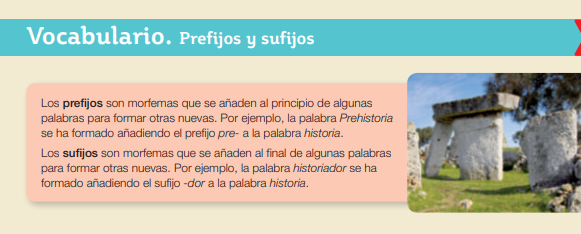 Vocabulario. Prefijos y sufijos
Los prefijos son morfemas que se añaden al principio de algunas
palabras para formar otras nuevas. Por ejemplo, la palabra Prehistoria
se ha formado añadiendo el prefijo pre- a la palabra historia.
Los sufijos son morfemas que se añaden al final de algunas palabras
para formar otras nuevas. Por ejemplo, la palabra historiador se ha
formado añadiendo el sufijo -dor a la palabra historia.